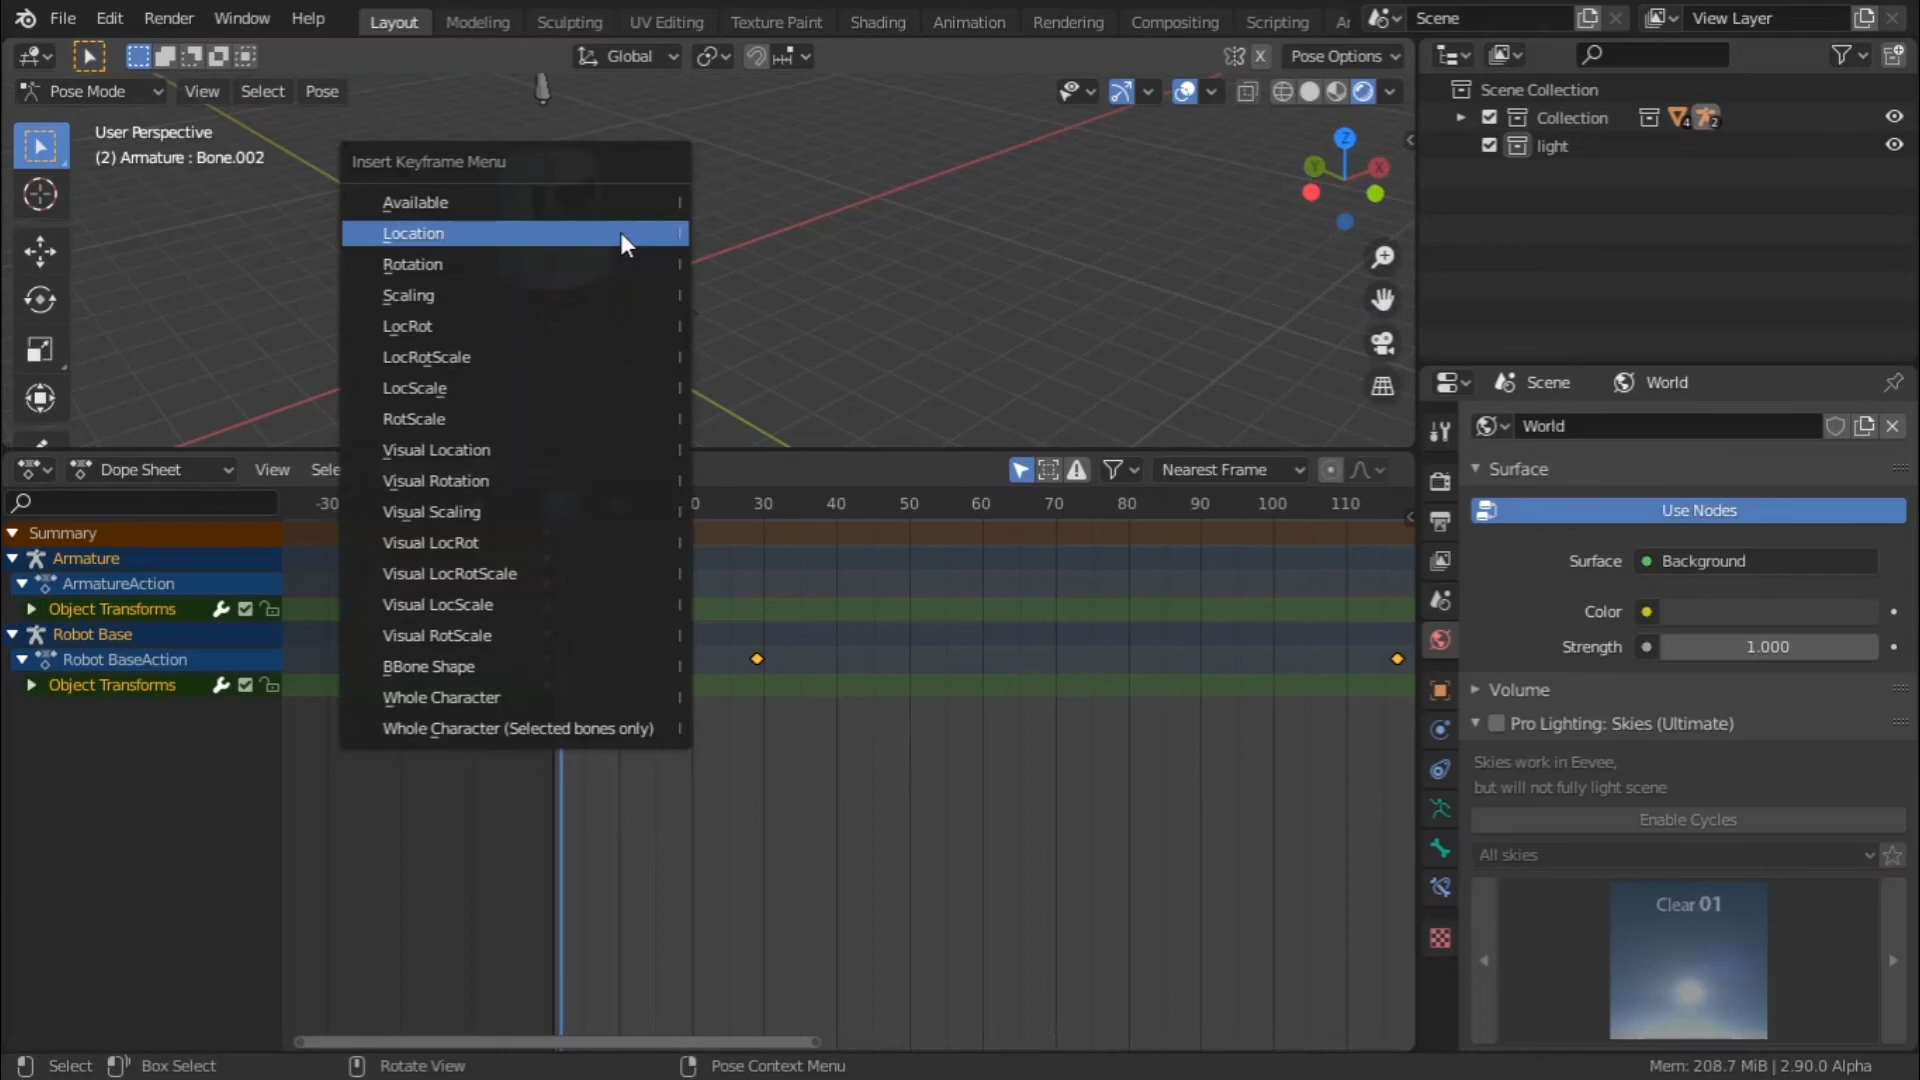 File Edit Render Window Help
Layout Modeling Sculpting UV Editing Texture Paint Shading Animation Rendering Compositing Scripting
Scene
View Layer
Global
X
Pose Options
Pose Mode View Select Pose
User Perspective
(2) Armature : Bone.002
Z
Y
X
Insert Keyframe Menu
Available I
Location I
Rotation I
Scaling I
LocRot I
LocRotScale I
LocScale I
RotScale I
Visual Location I
Visual Rotation I
Visual Scaling I
Visual LocRot I
Visual LocRotScale I
Visual LocScale I
Visual RotScale I
BBone Shape I
Whole Character I
Whole Character (Selected bones only) I
Dope Sheet View Sele
Nearest Frame
-30 0 30 40 50 60 70 80 90 100 110
Summary
Armature
ArmatureAction
Object Transforms
Robot Base
Robot BaseAction
Object Transforms
Scene Collection
Collection 4 2
light
Scene World
World
Surface
Use Nodes
Surface Background
Color
Strength 1.000
Volume
Pro Lighting: Skies (Ultimate)
Skies work in Eevee,
but will not fully light scene
Enable Cycles
All skies
Clear 01
Select Box Select Rotate View Pose Context Menu
Mem: 208.7 MiB | 2.90.0 Alpha